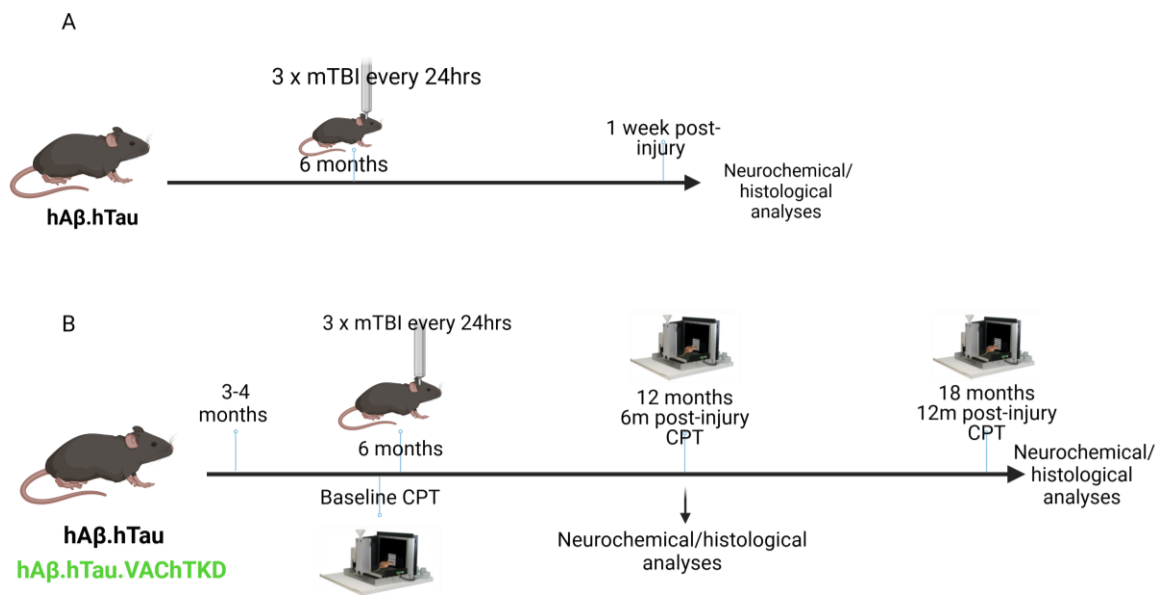 A
3 x mTBI every 24hrs
6 months
1 week post-
injury
Neurochemical/
histological
analyses
hAβ.hTau
B
3 x mTBI every 24hrs
3-4
months
6 months
Baseline CPT
12 months
6m post-injury
CPT
18 months
12m post-injury
CPT
Neurochemical/
histological
analyses
Neurochemical/histological
analyses
hAβ.hTau
hAβ.hTau.VAChTKD